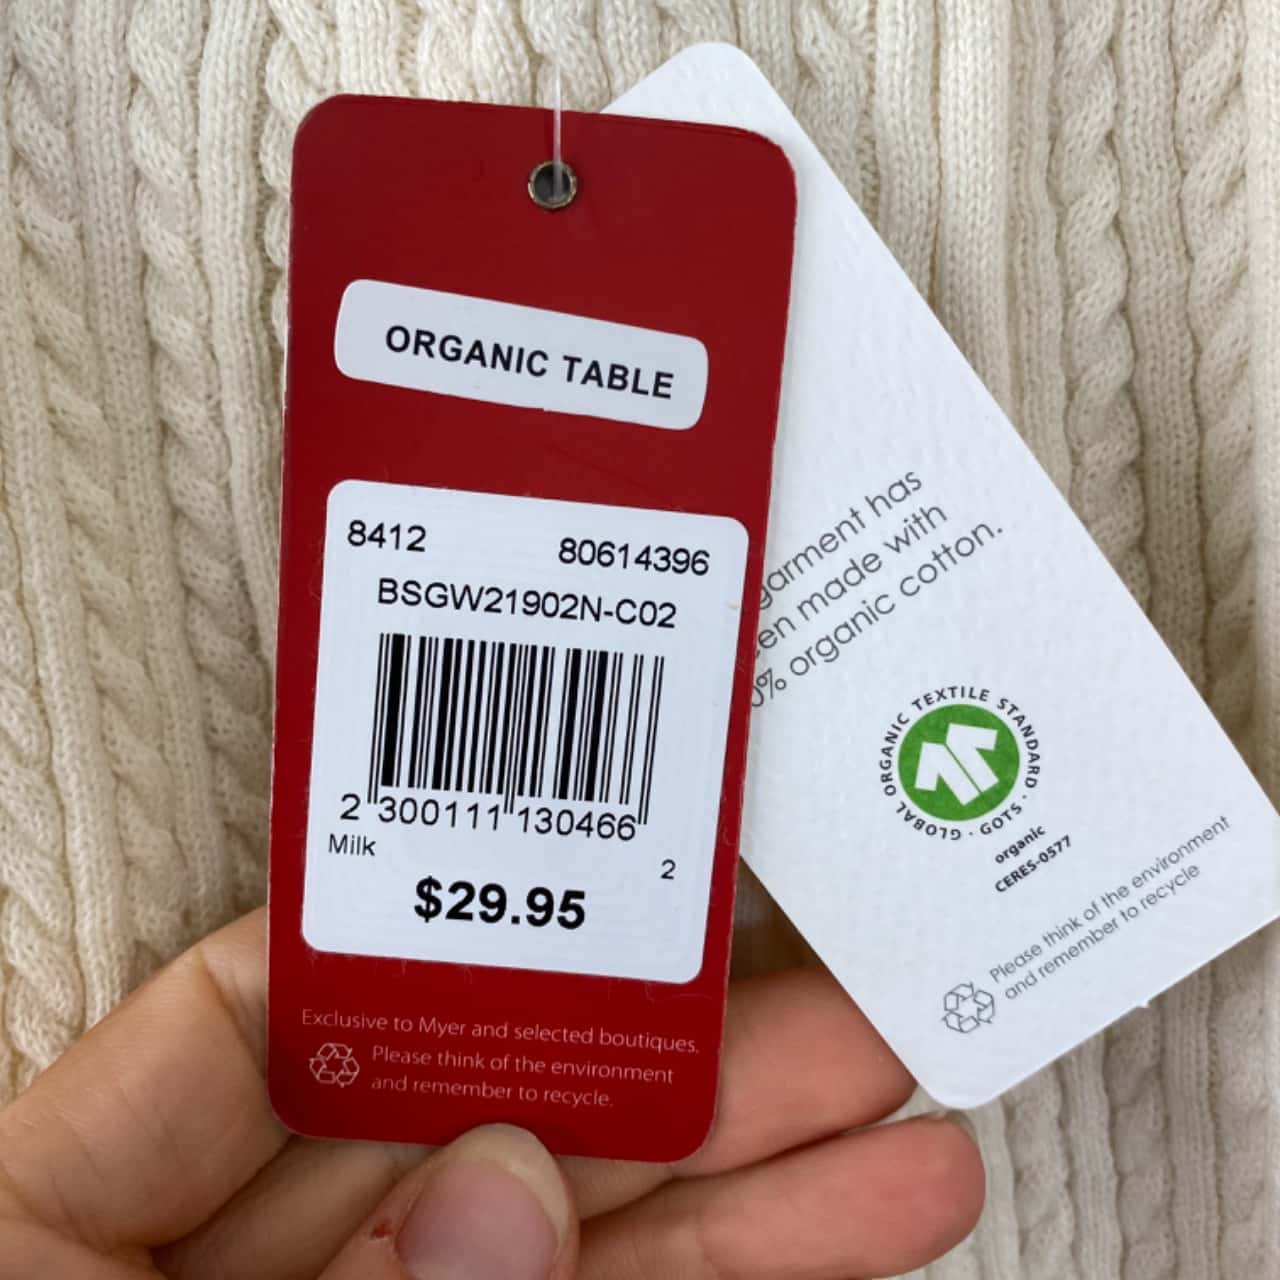 ORGANIC TABLE
8412 80614396
BSGW21902N-C02
2 300111 130466
Milk
2
$29.95
Exclusive to Myer and selected boutiques.
Please think of the environment
and remember to recycle.
garment has
made with
organic cotton.
GLOBAL ORGANIC TEXTILE STANDARD · GOTS ·
organic
CERES-0577
Please think of the environment
and remember to recycle